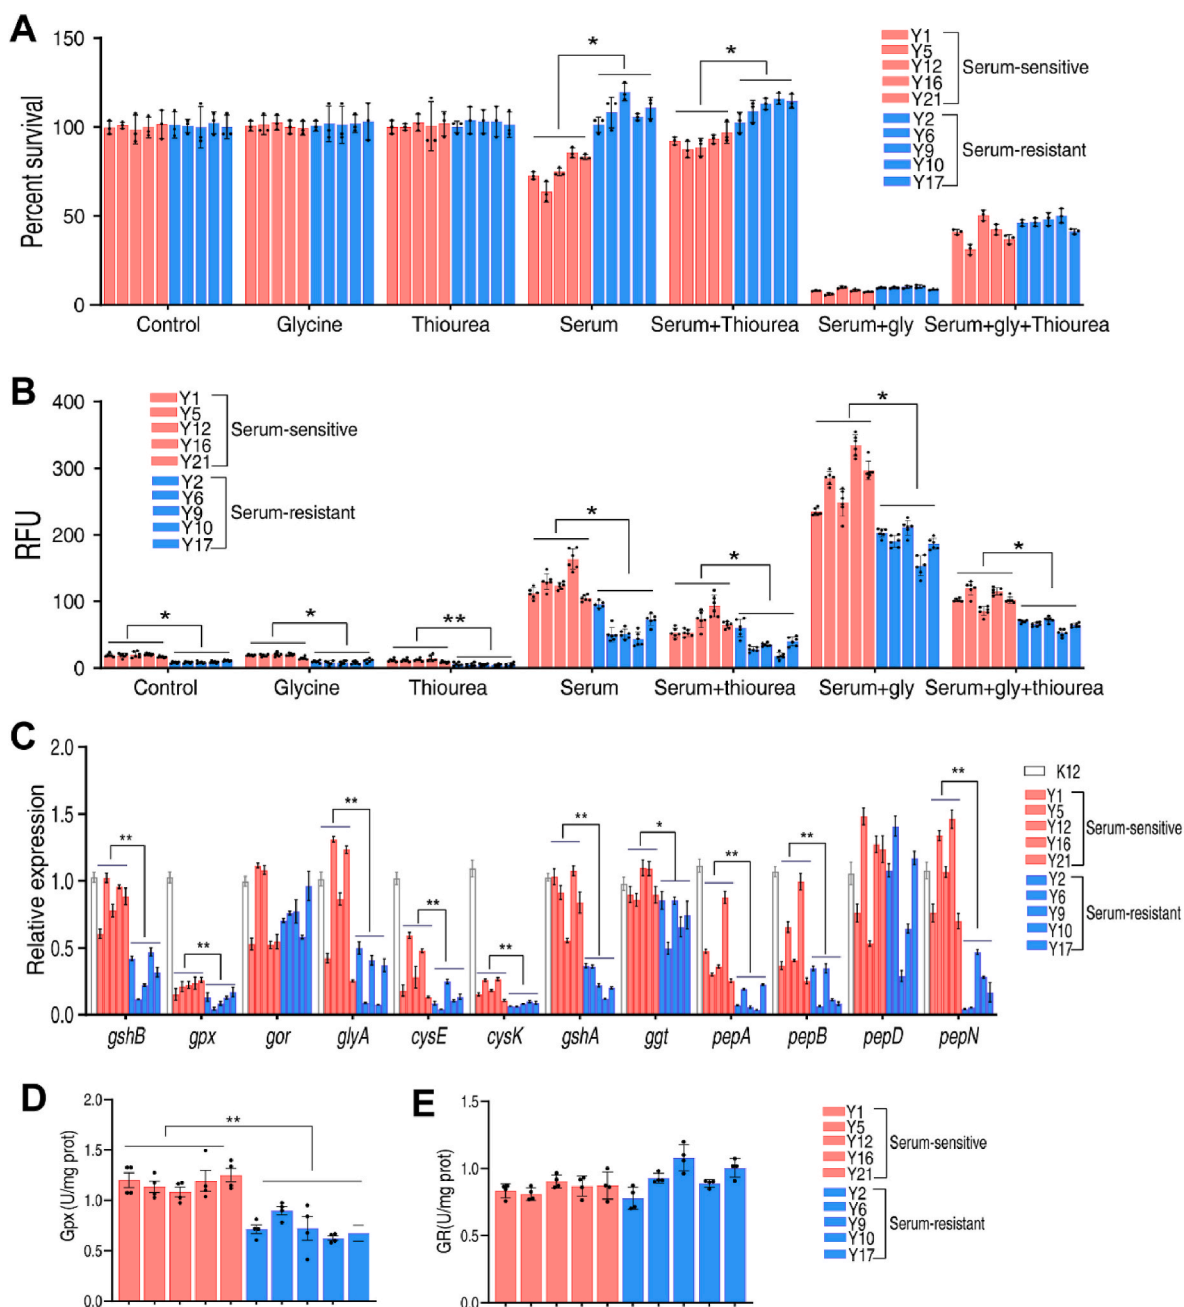 A
Percent survival
150
100
50
0
*
*
Control
Glycine
Thiourea
Serum
Serum+Thiourea
Serum+gly
Serum+gly+Thiourea
Y1
Y5
Y12
Y16
Y21
Serum-sensitive
Y2
Y6
Y9
Y10
Y17
Serum-resistant
B
RFU
400
300
200
100
0
Y1
Y5
Y12
Y16
Y21
Serum-sensitive
Y2
Y6
Y9
Y10
Y17
Serum-resistant
*
*
**
*
*
*
*
Control
Glycine
Thiourea
Serum
Serum+thiourea
Serum+gly
Serum+gly+thiourea
C
Relative expression
2.0
1.5
1.0
0.5
0.0
**
**
**
**
**
**
*
**
**
**
gshB
gpx
gor
glyA
cysE
cysK
gshA
ggt
pepA
pepB
pepD
pepN
K12
Y1
Y5
Y12
Y16
Y21
Serum-sensitive
Y2
Y6
Y9
Y10
Y17
Serum-resistant
D
Gpx (U/mg prot)
2.0
1.5
1.0
0.5
0.0
**
E
GR(U/mg prot)
1.5
1.0
0.5
0.0
Y1
Y5
Y12
Y16
Y21
Serum-sensitive
Y2
Y6
Y9
Y10
Y17
Serum-resistant